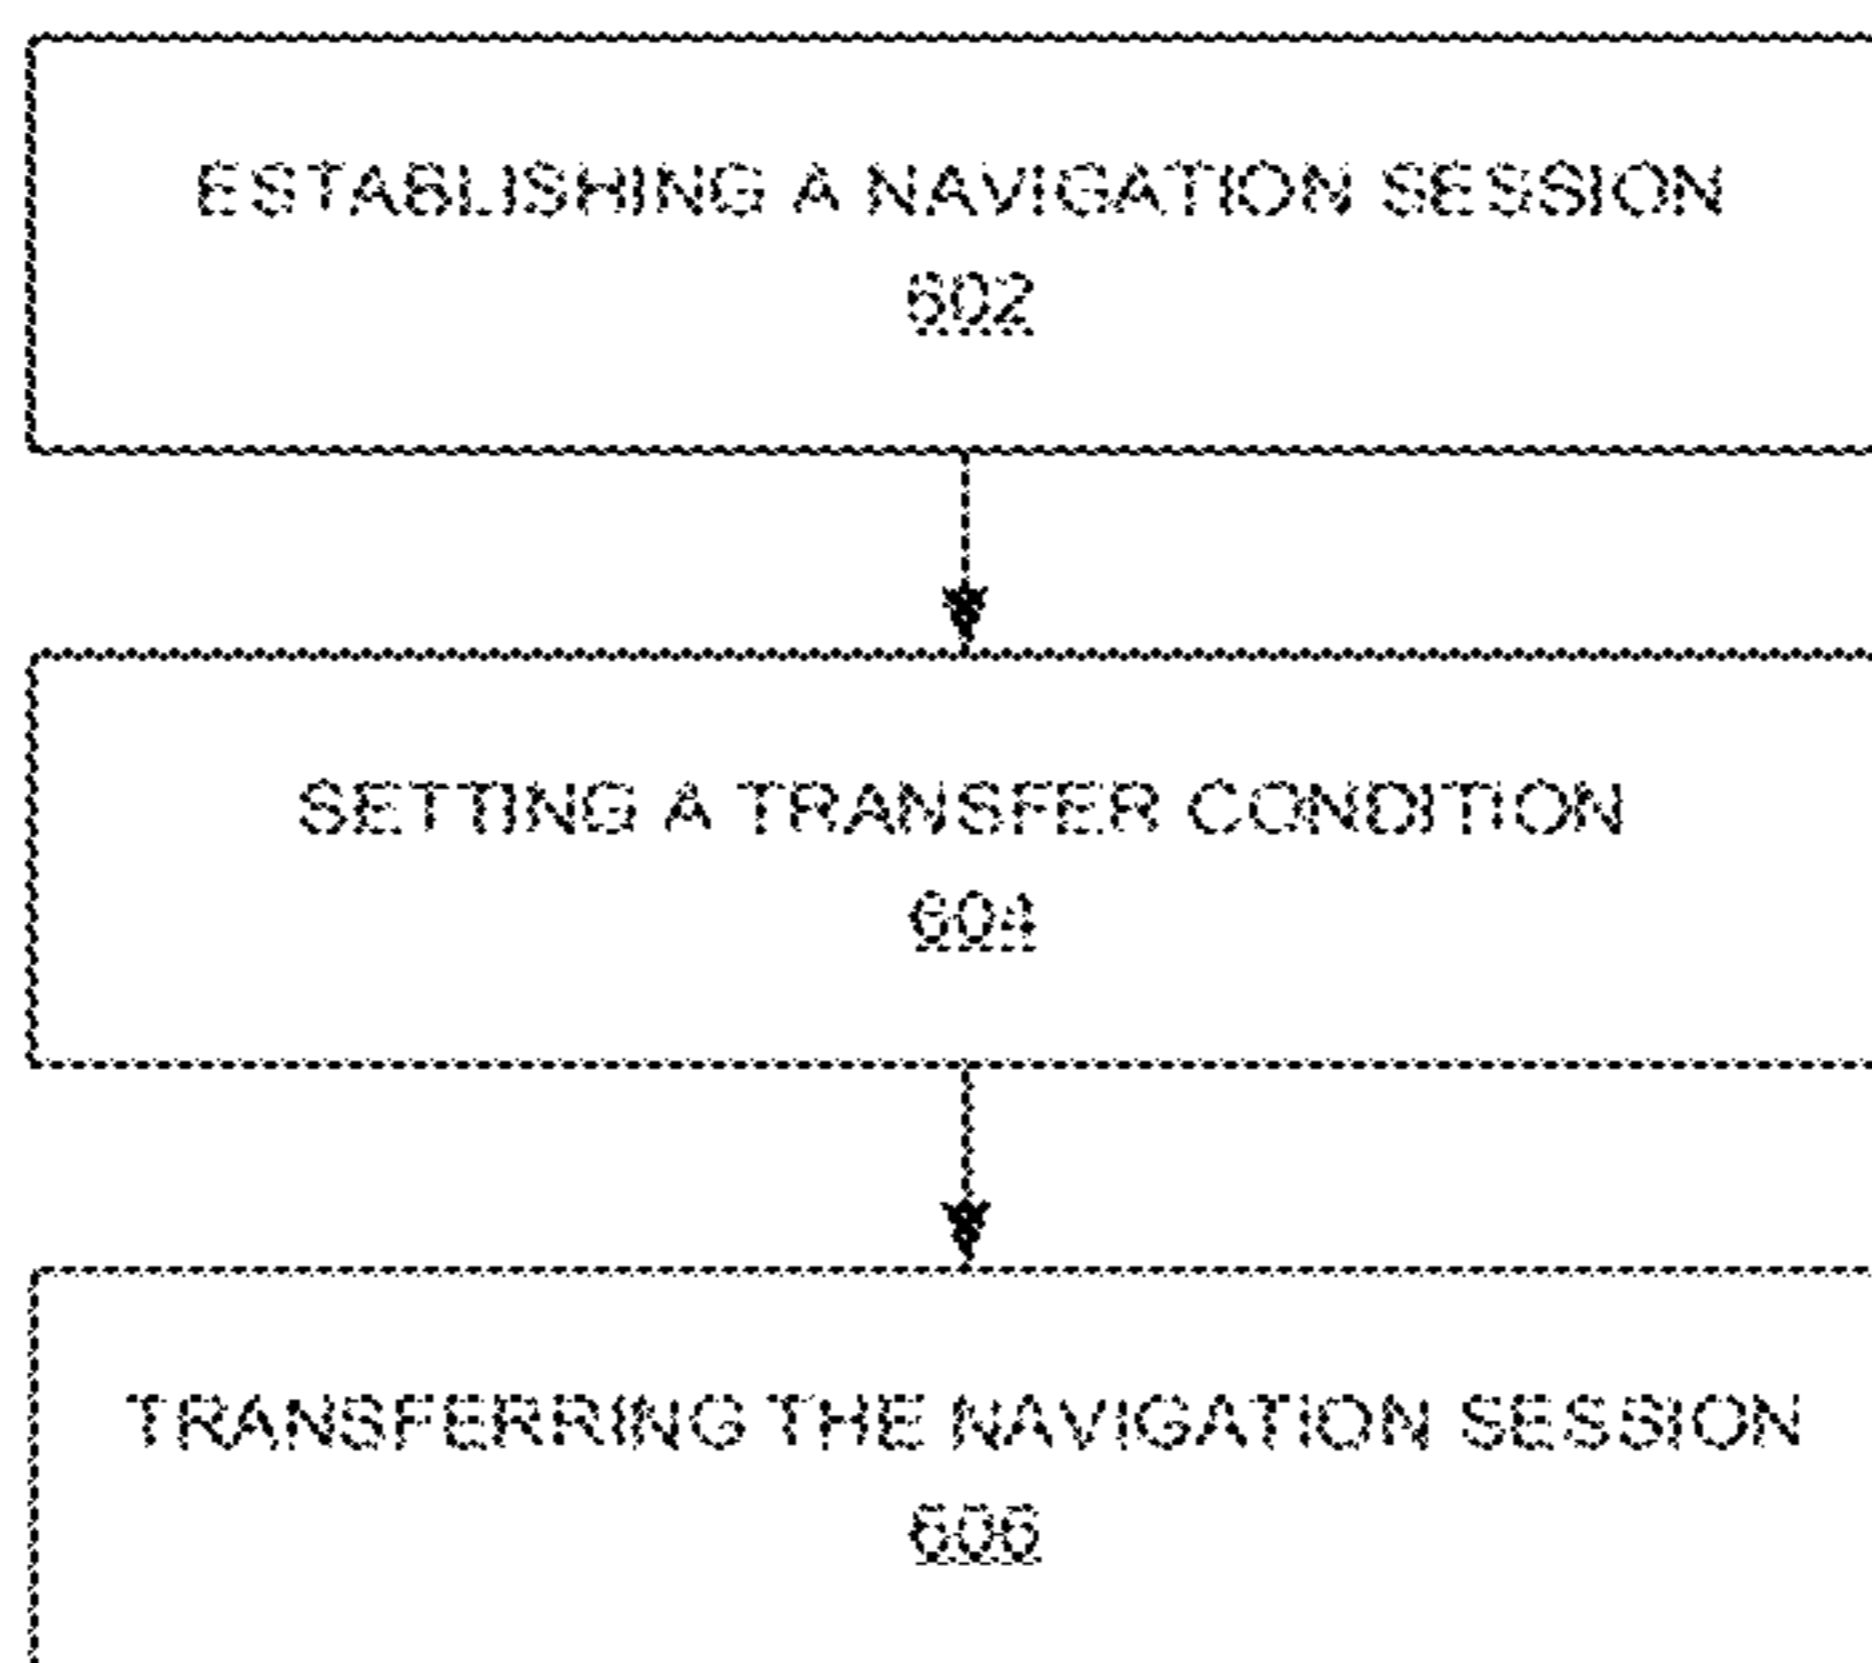 ESTABLISHING A NAVIGATION SESSION
602
SETTING A TRANSFER CONDITION
604
TRANSFERRING THE NAVIGATION SESSION
606